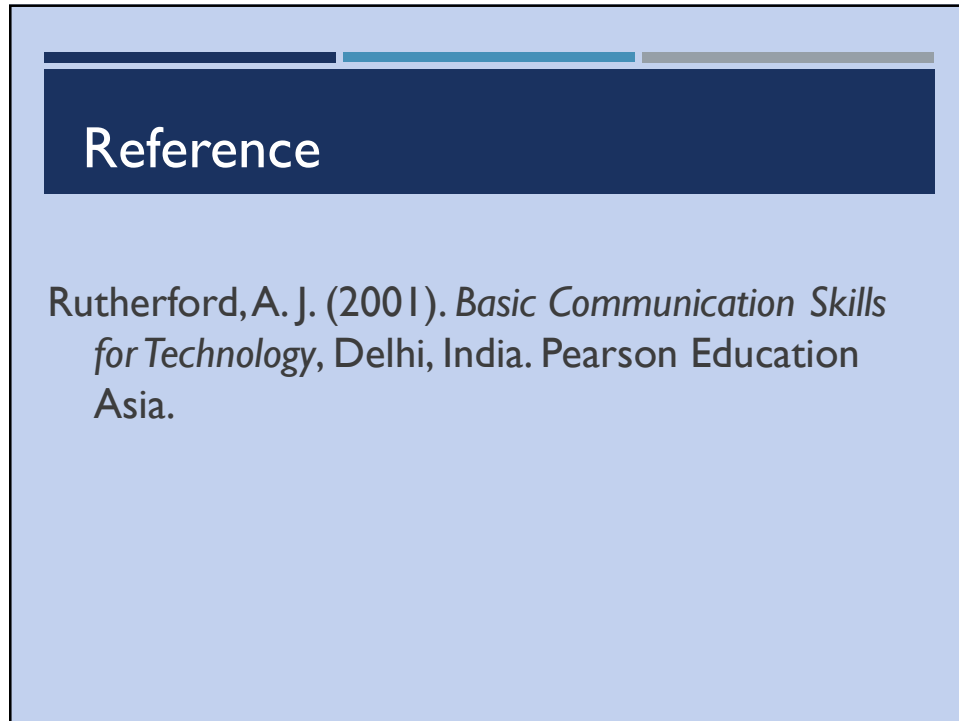 Reference
Rutherford, A. J. (2001). Basic Communication Skills
for Technology, Delhi, India. Pearson Education
Asia.